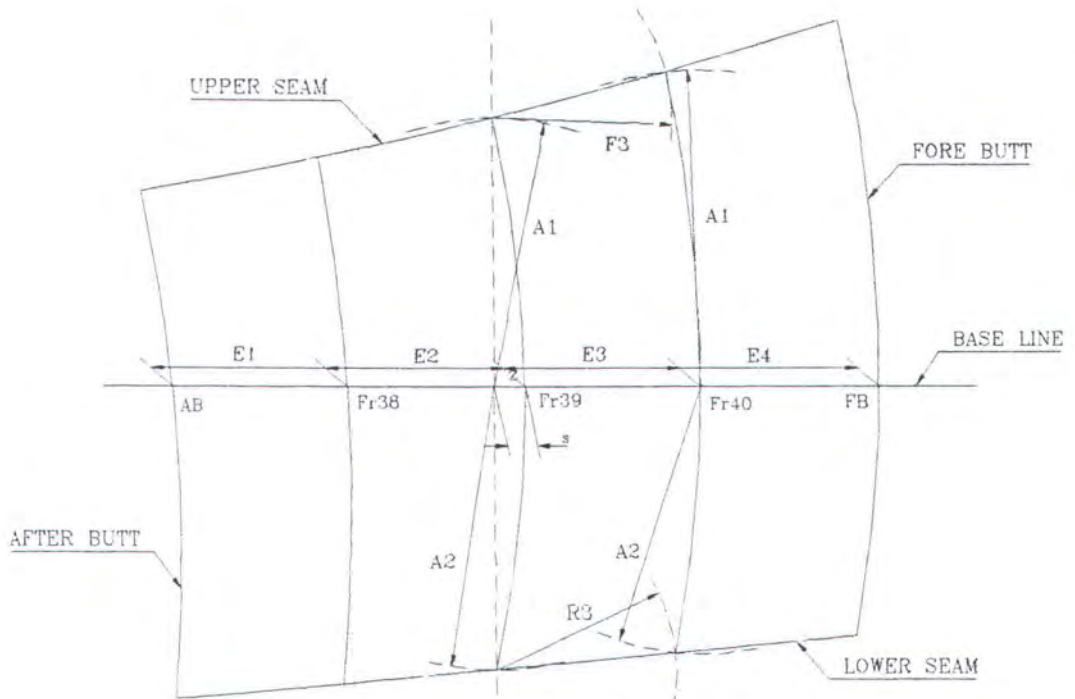 UPPER SEAM
F3
FORE BUTT
A1
A1
E1
E2
E3
E4
BASE LINE
2
AB
Fr38
Fr39
Fr40
FB
s
AFTER BUTT
A2
A2
R3
LOWER SEAM